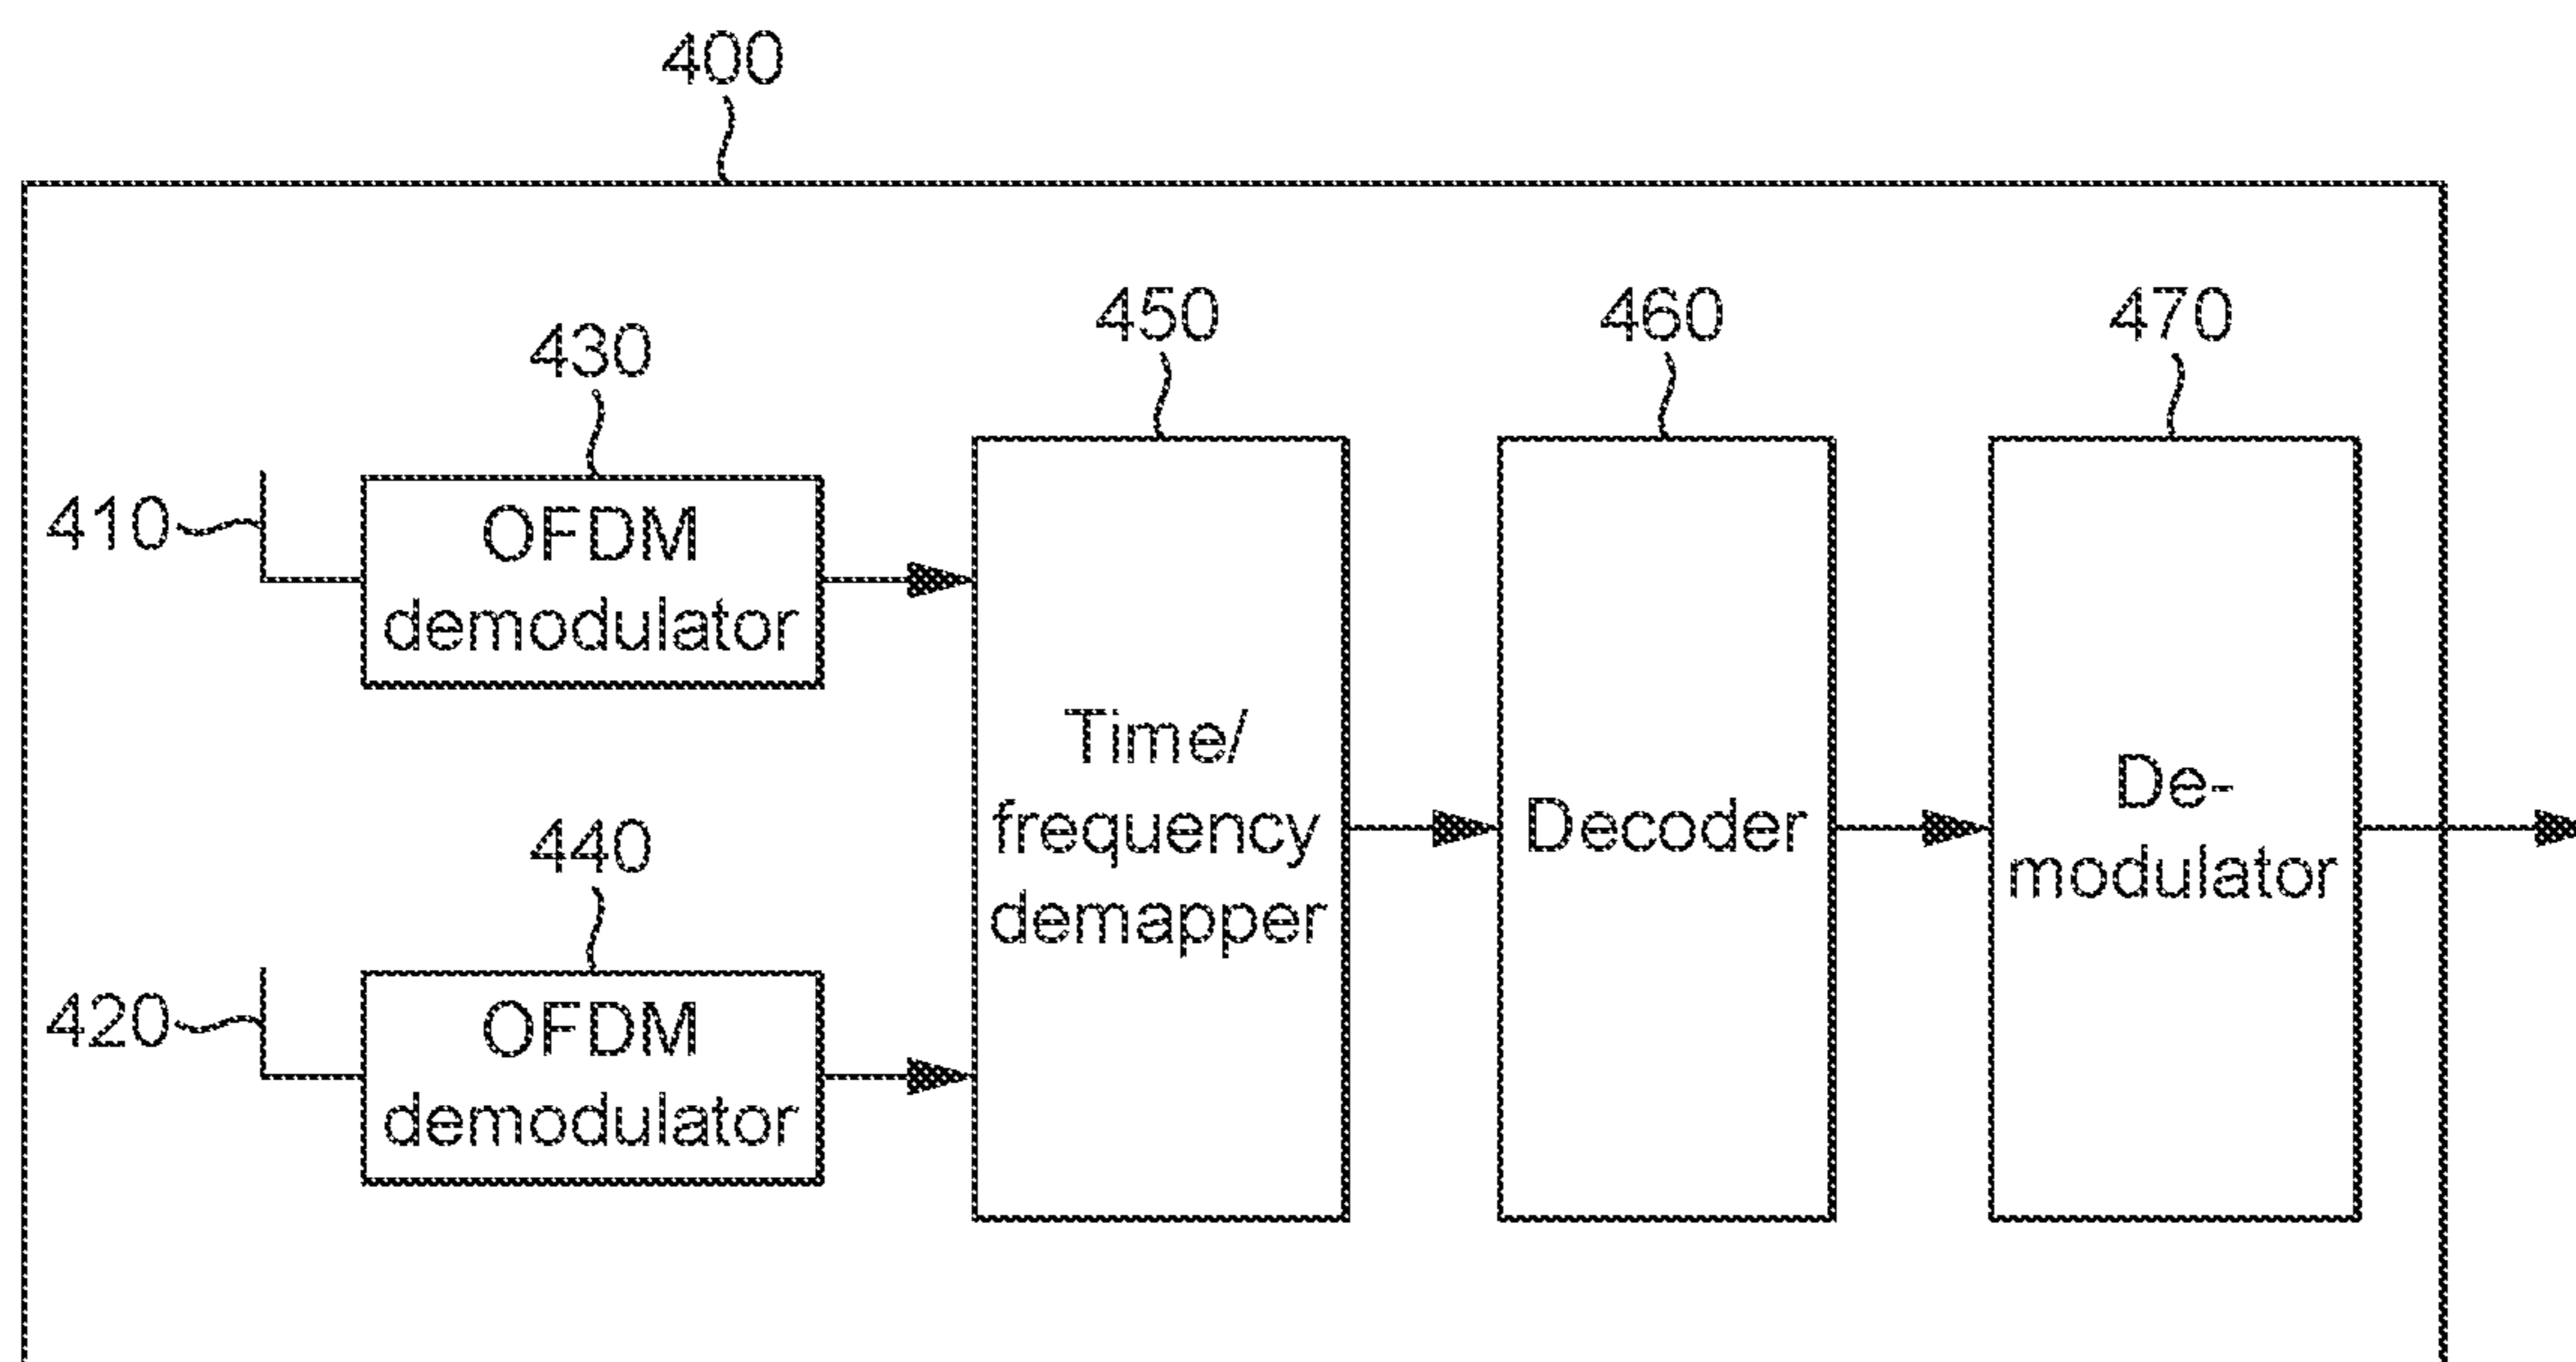 400
450
460
470
430
410
OFDM
demodulator
Time/
frequency
demapper
Decoder
De-
modulator
440
420
OFDM
demodulator